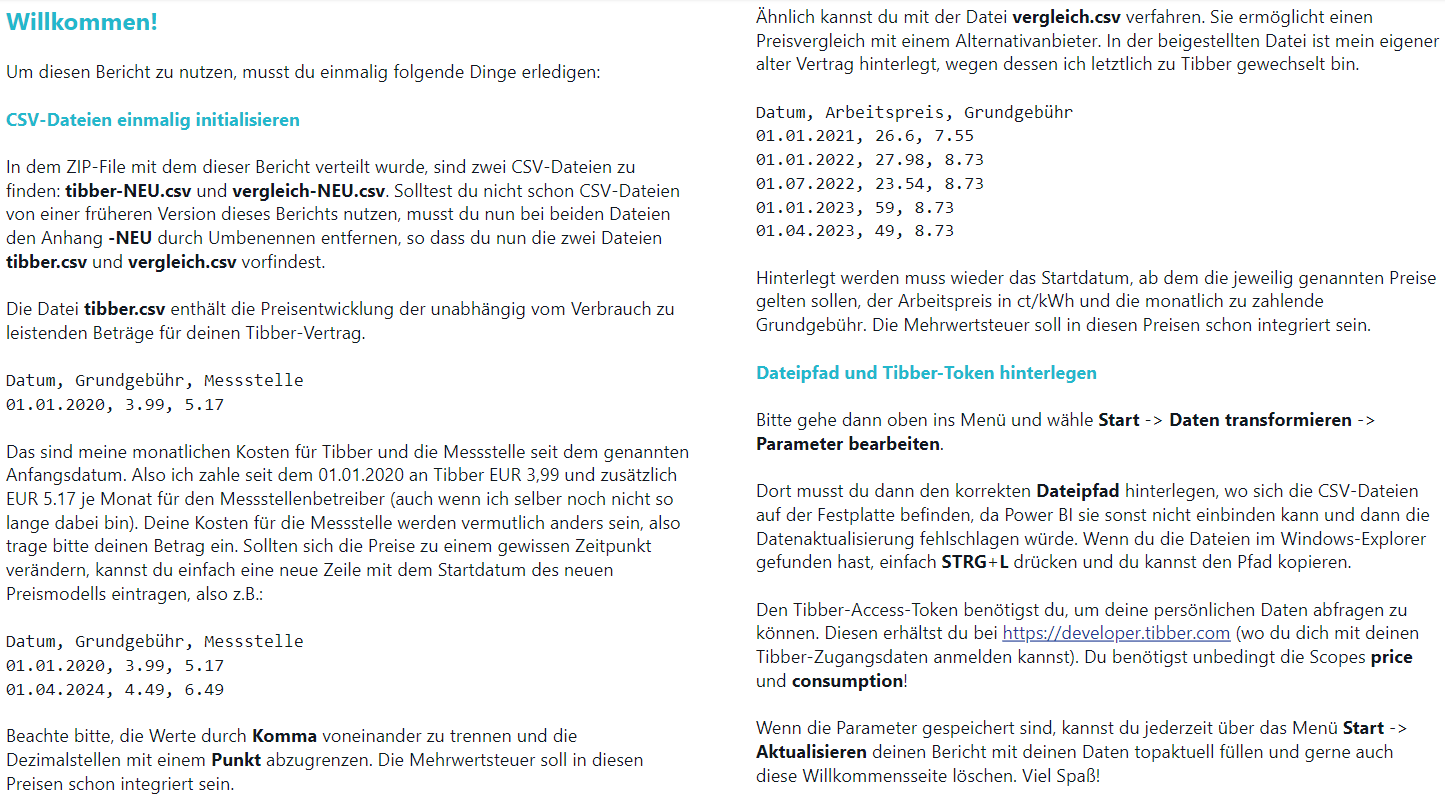 Willkommen!
Um diesen Bericht zu nutzen, musst du einmalig folgende Dinge erledigen:
CSV-Dateien einmalig initialisieren
In dem ZIP-File mit dem dieser Bericht verteilt wurde, sind zwei CSV-Dateien zu
finden: tibber-NEU.csv und vergleich-NEU.csv. Solltest du nicht schon CSV-Dateien
von einer früheren Version dieses Berichts nutzen, musst du nun bei beiden Dateien
den Anhang -NEU durch Umbenennen entfernen, so dass du nun die zwei Dateien
tibber.csv und vergleich.csv vorfindest.
Die Datei tibber.csv enthält die Preisentwicklung der unabhängig vom Verbrauch zu
leistenden Beträge für deinen Tibber-Vertrag.
Datum, Grundgebühr, Messstelle
01.01.2020, 3.99, 5.17
Das sind meine monatlichen Kosten für Tibber und die Messstelle seit dem genannten
Anfangsdatum. Also ich zahle seit dem 01.01.2020 an Tibber EUR 3,99 und zusätzlich
EUR 5.17 je Monat für den Messstellenbetreiber (auch wenn ich selber noch nicht so
lange dabei bin). Deine Kosten für die Messstelle werden vermutlich anders sein, also
trage bitte deinen Betrag ein. Sollten sich die Preise zu einem gewissen Zeitpunkt
verändern, kannst du einfach eine neue Zeile mit dem Startdatum des neuen
Preismodells eintragen, also z.B.:
Datum, Grundgebühr, Messstelle
01.01.2020, 3.99, 5.17
01.04.2024, 4.49, 6.49
Beachte bitte, die Werte durch Komma voneinander zu trennen und die
Dezimalstellen mit einem Punkt abzugrenzen. Die Mehrwertsteuer soll in diesen
Preisen schon integriert sein.
Ähnlich kannst du mit der Datei vergleich.csv verfahren. Sie ermöglicht einen
Preisvergleich mit einem Alternativanbieter. In der beigestellten Datei ist mein eigener
alter Vertrag hinterlegt, wegen dessen ich letztlich zu Tibber gewechselt bin.
Datum, Arbeitspreis, Grundgebühr
01.01.2021, 26.6, 7.55
01.01.2022, 27.98, 8.73
01.07.2022, 23.54, 8.73
01.01.2023, 59, 8.73
01.04.2023, 49, 8.73
Hinterlegt werden muss wieder das Startdatum, ab dem die jeweilig genannten Preise
gelten sollen, der Arbeitspreis in ct/kWh und die monatlich zu zahlende
Grundgebühr. Die Mehrwertsteuer soll in diesen Preisen schon integriert sein.
Dateipfad und Tibber-Token hinterlegen
Bitte gehe dann oben ins Menü und wähle Start -> Daten transformieren ->
Parameter bearbeiten.
Dort musst du dann den korrekten Dateipfad hinterlegen, wo sich die CSV-Dateien
auf der Festplatte befinden, da Power BI sie sonst nicht einbinden kann und dann die
Datenaktualisierung fehlschlagen würde. Wenn du die Dateien im Windows-Explorer
gefunden hast, einfach STRG+L drücken und du kannst den Pfad kopieren.
Den Tibber-Access-Token benötigst du, um deine persönlichen Daten abfragen zu
können. Diesen erhältst du bei https://developer.tibber.com (wo du dich mit deinen
Tibber-Zugangsdaten anmelden kannst). Du benötigst unbedingt die Scopes price
und consumption!
Wenn die Parameter gespeichert sind, kannst du jederzeit über das Menü Start ->
Aktualisieren deinen Bericht mit deinen Daten topaktuell füllen und gerne auch
diese Willkommensseite löschen. Viel Spaß!